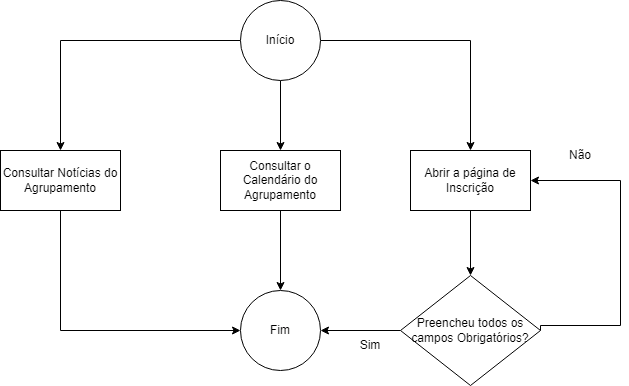 Início
Consultar Notícias do
Agrupamento
Consultar o
Calendário do
Agrupamento
Abrir a página de
Inscrição
Não
Preencheu todos os
campos Obrigatórios?
Sim
Fim